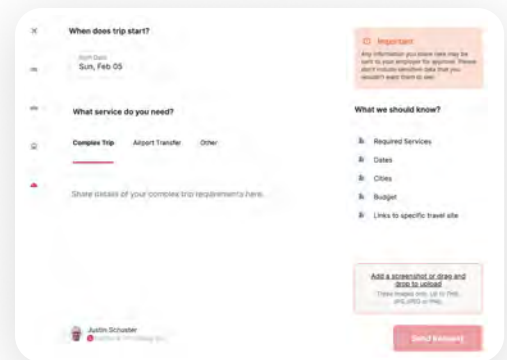 When does trip start?
Start Date
Sun, Feb 05
What service do you need?
Complex Trip
Airport Transfer
Other
Share details of your complex trip requirements here.
Justin Schuster
Important
Any information you share here may be
sent to your employer for approval. Please
don't include sensitive data that you
wouldn't want them to see.
What we should know?
Required Services
Dates
Cities
Budget
Links to specific travel site
Add a screenshot or drag and
drop to upload
Send Request